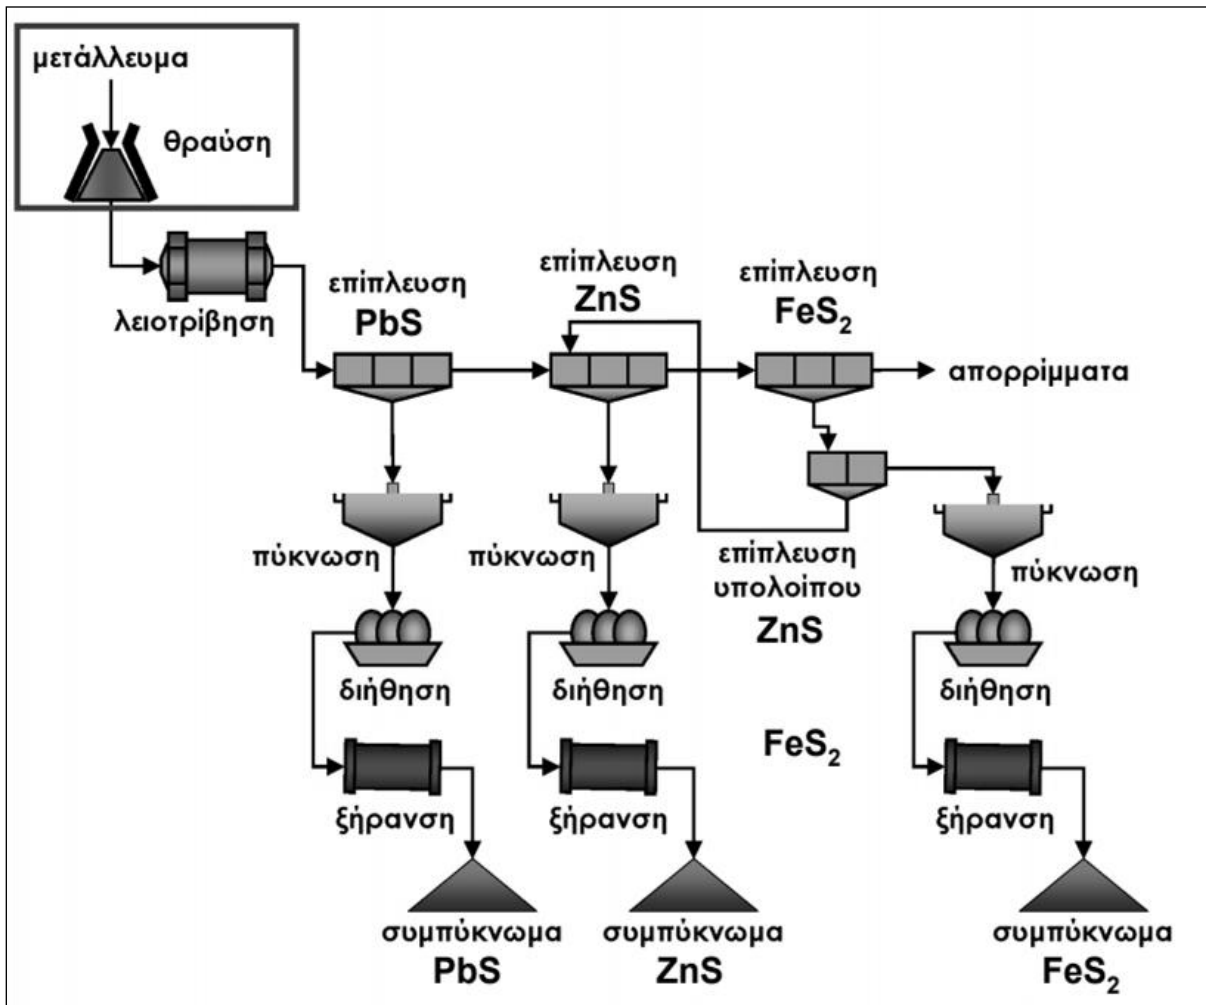 μετάλλευμα
θραύση
λειοτρίβηση
επίπλευση
PbS
επίπλευση
ZnS
επίπλευση
FeS₂
απορρίμματα
πύκνωση
πύκνωση
επίπλευση
υπολοίπου
ZnS
πύκνωση
διήθηση
διήθηση
διήθηση
FeS₂
ξήρανση
ξήρανση
ξήρανση
συμπύκνωμα
PbS
συμπύκνωμα
ZnS
συμπύκνωμα
FeS₂